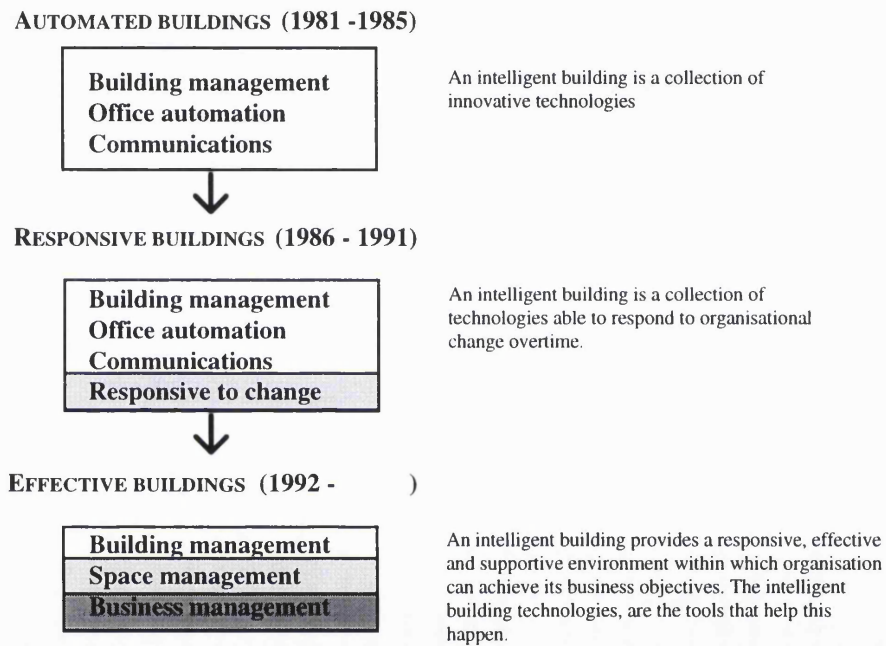 AUTOMATED BUILDINGS (1981 -1985)
Building management
Office automation
Communications
An intelligent building is a collection of
innovative technologies
RESPONSIVE BUILDINGS (1986 - 1991)
Building management
Office automation
Communications
Responsive to change
An intelligent building is a collection of
technologies able to respond to organisational
change overtime.
EFFECTIVE BUILDINGS (1992 - )
Building management
Space management
Business management
An intelligent building provides a responsive, effective
and supportive environment within which organisation
can achieve its business objectives. The intelligent
building technologies, are the tools that help this
happen.